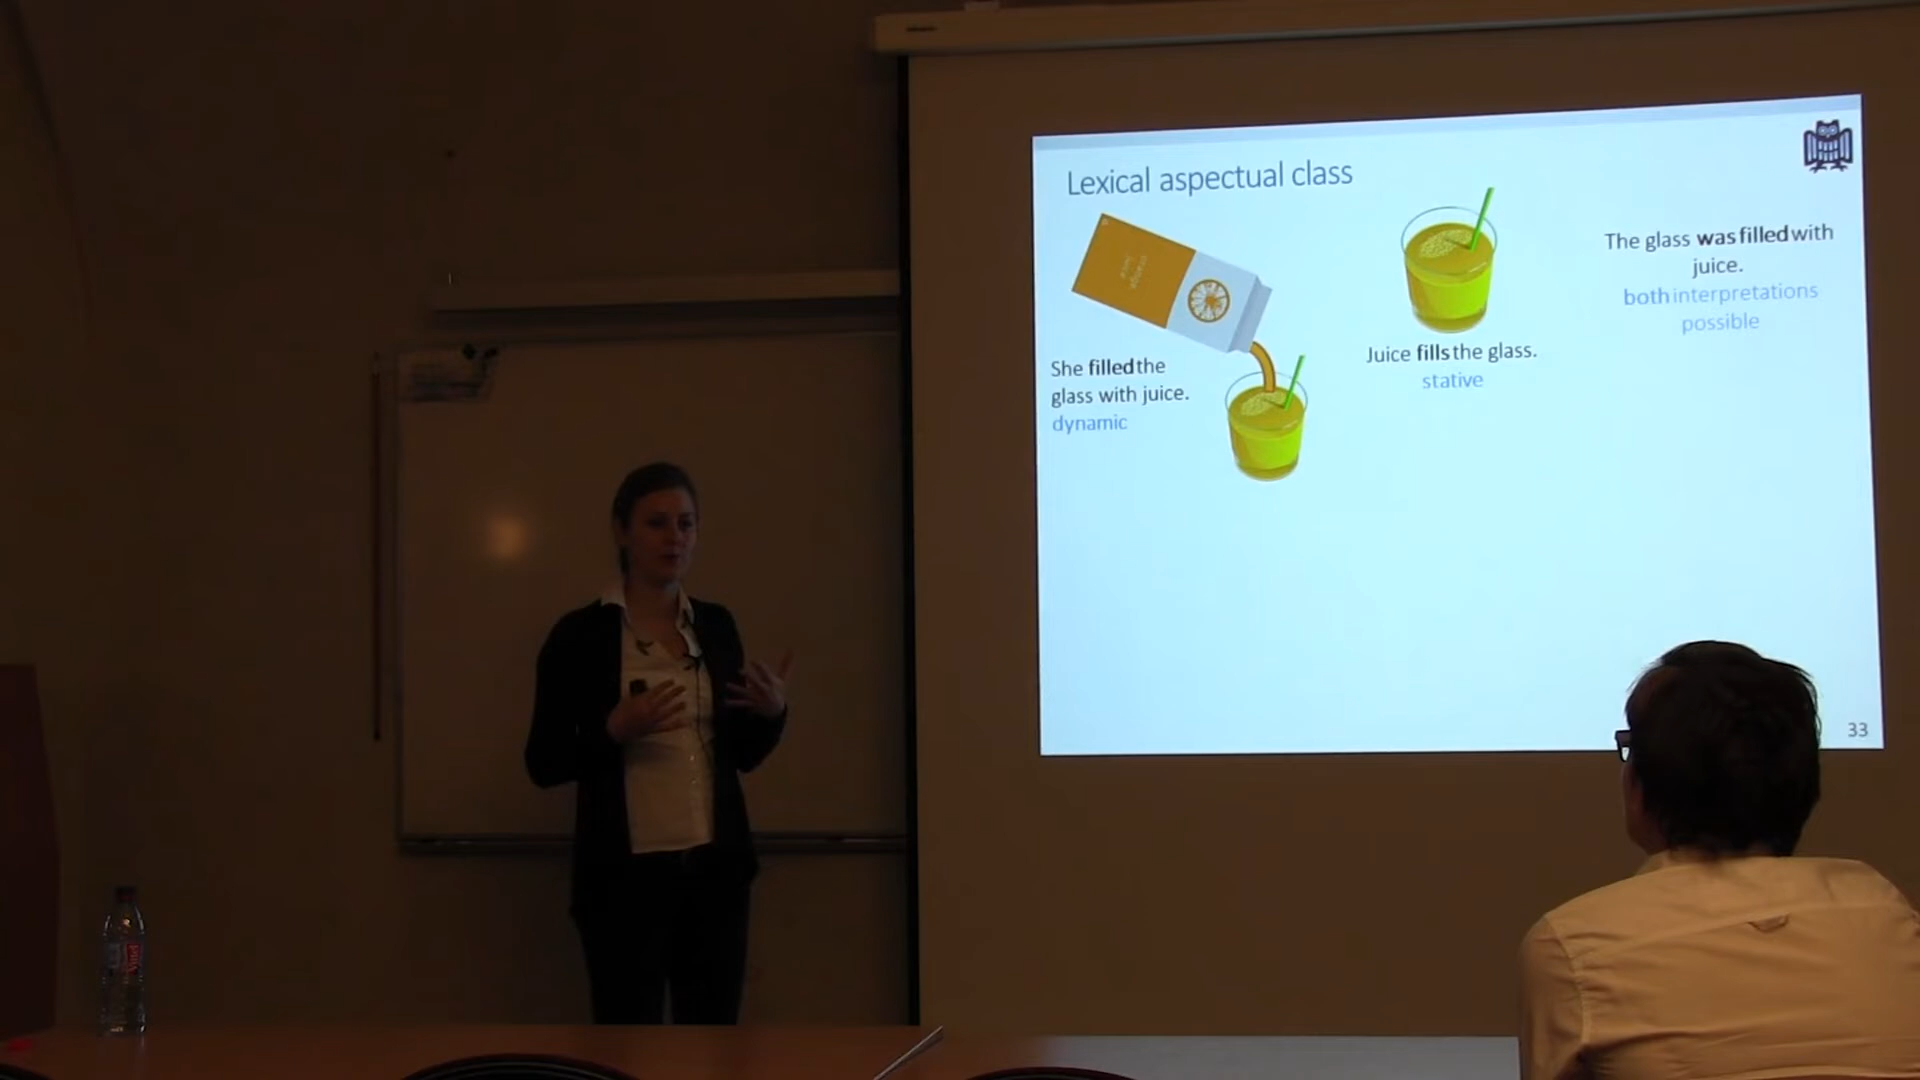 Lexical aspectual class
She filled the
glass with juice.
dynamic
Juice fills the glass.
stative
The glass was filled with
juice.
both interpretations
possible
33
Vittel